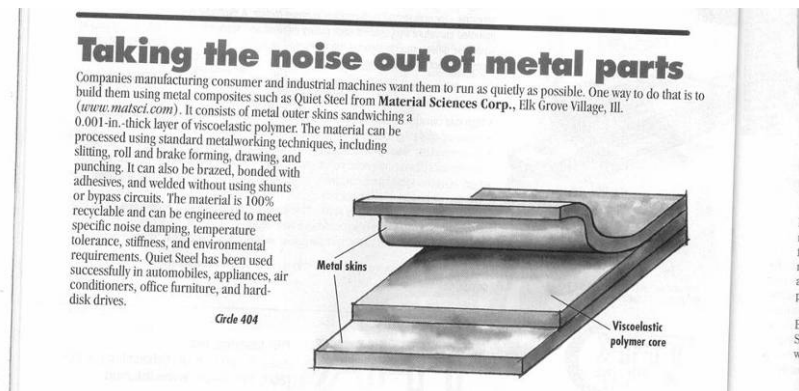 Taking the noise out of metal parts
Companies manufacturing consumer and industrial machines want them to run as quietly as possible. One way to do that is to
build them using metal composites such as Quiet Steel from Material Sciences Corp., Elk Grove Village, Ill.
(www.matsci.com). It consists of metal outer skins sandwiching a
0.001-in.-thick layer of viscoelastic polymer. The material can be
processed using standard metalworking techniques, including
slitting, roll and brake forming, drawing, and
punching. It can also be brazed, bonded with
adhesives, and welded without using shunts
or bypass circuits. The material is 100%
recyclable and can be engineered to meet
specific noise damping, temperature
tolerance, stiffness, and environmental
requirements. Quiet Steel has been used
successfully in automobiles, appliances, air
conditioners, office furniture, and hard-
disk drives.
Circle 404
Metal skins
Viscoelastic
polymer core